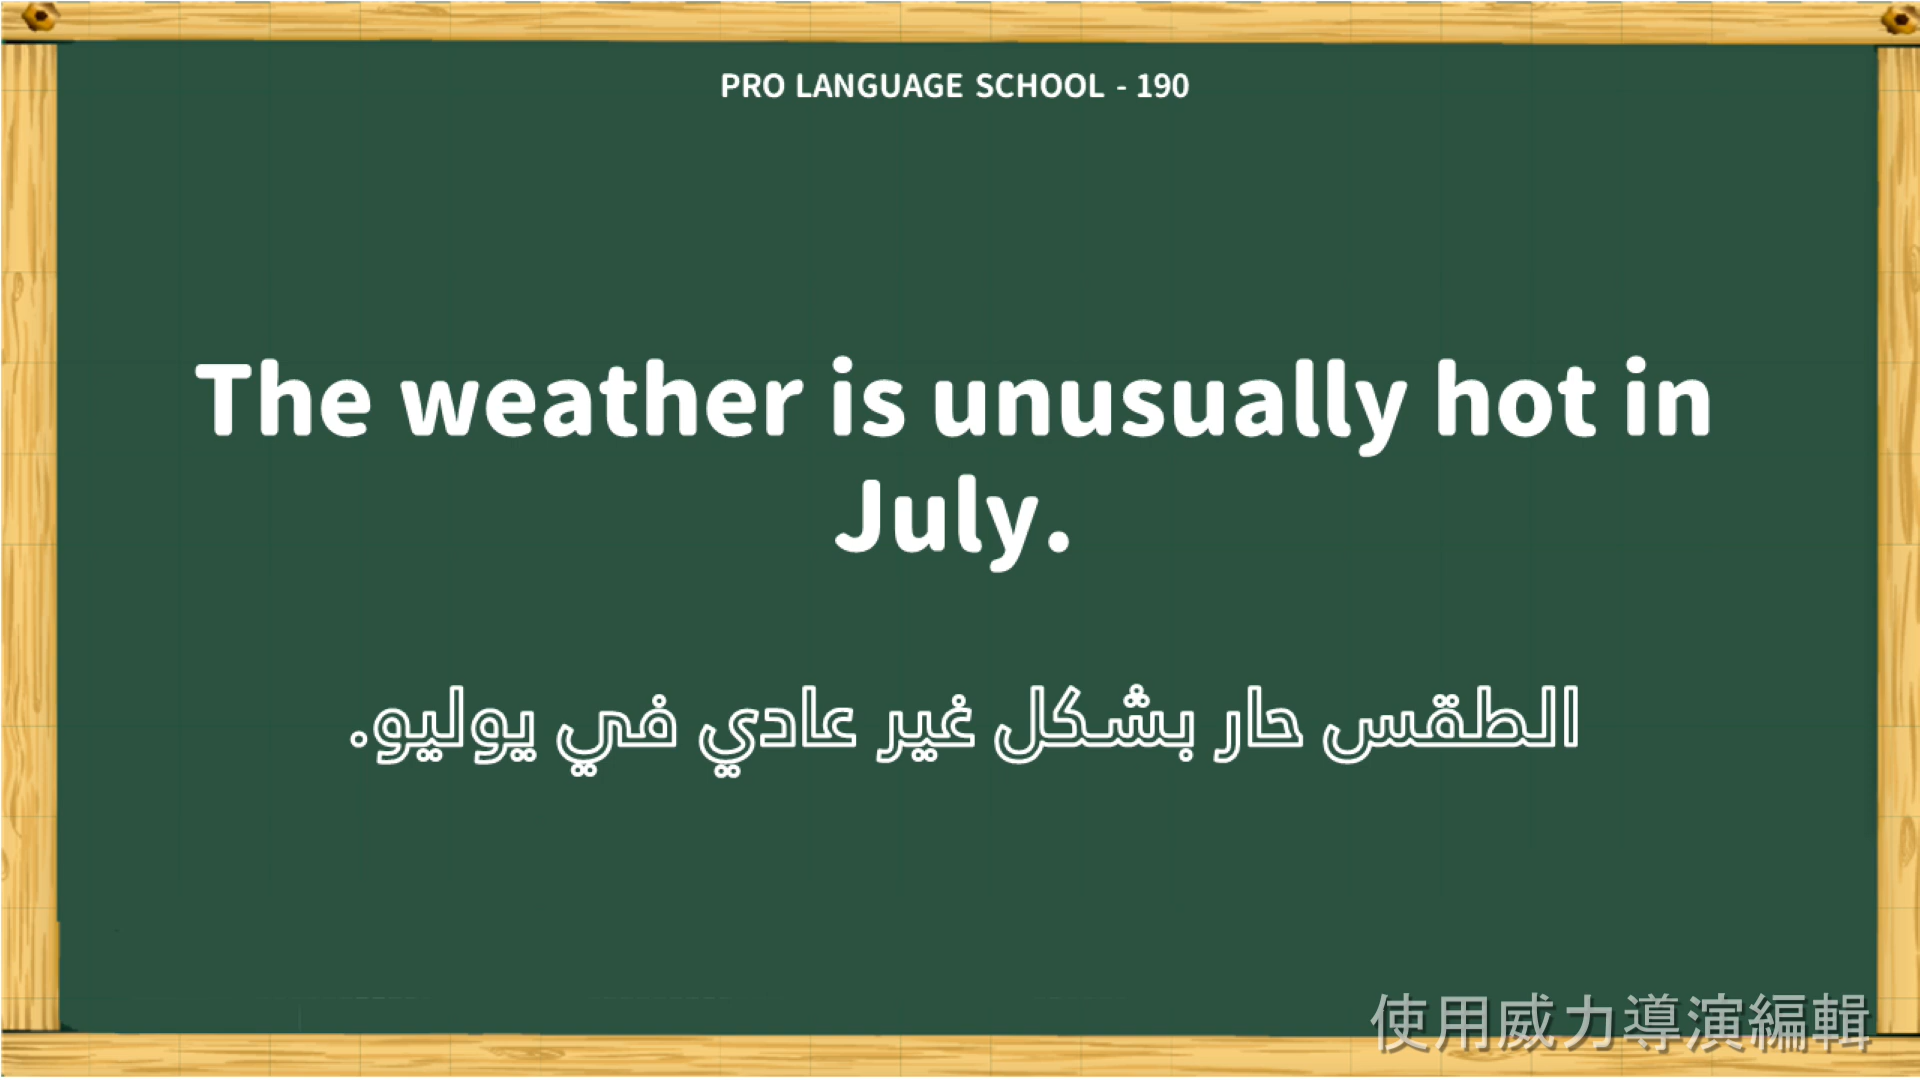 PRO LANGUAGE SCHOOL - 190
The weather is unusually hot in
July.
الطقس حار بشكل غير عادي في يوليو.
使用威力導演編輯